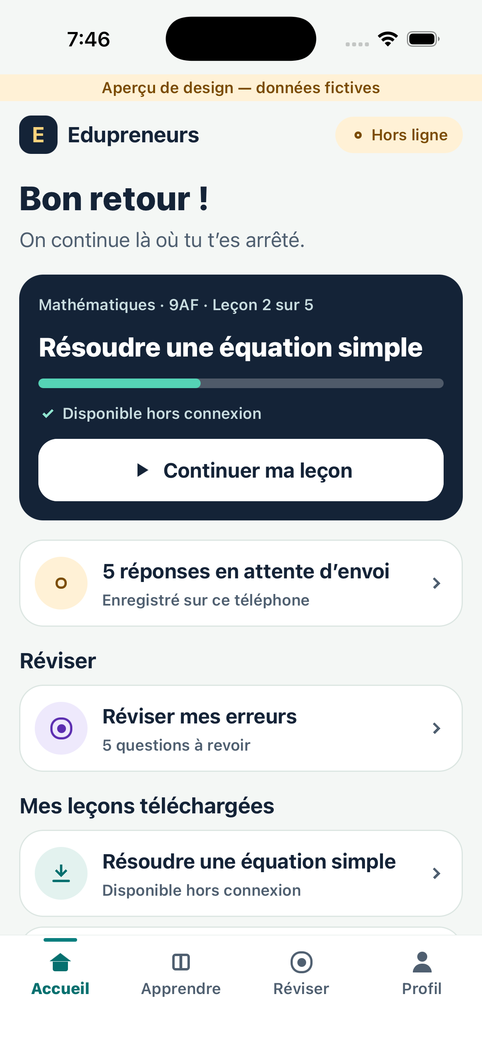 7:46
Aperçu de design — données fictives
E Edupreneurs
Hors ligne
Bon retour !
On continue là où tu t’es arrêté.
Mathématiques · 9AF · Leçon 2 sur 5
Résoudre une équation simple
Disponible hors connexion
Continuer ma leçon
5 réponses en attente d’envoi
Enregistré sur ce téléphone
Réviser
Réviser mes erreurs
5 questions à revoir
Mes leçons téléchargées
Résoudre une équation simple
Disponible hors connexion
Accueil
Apprendre
Réviser
Profil